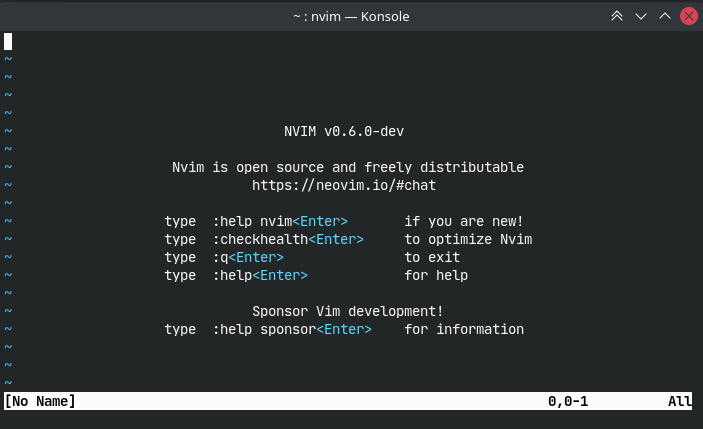 ~ : nvim — Konsole
~
~
~
~
~ NVIM v0.6.0-dev
~
~ Nvim is open source and freely distributable
~ https://neovim.io/#chat
~
~ type :help nvim<Enter> if you are new!
~ type :checkhealth<Enter> to optimize Nvim
~ type :q<Enter> to exit
~ type :help<Enter> for help
~
~ Sponsor Vim development!
~ type :help sponsor<Enter> for information
~
~
~
[No Name] 0,0-1 All